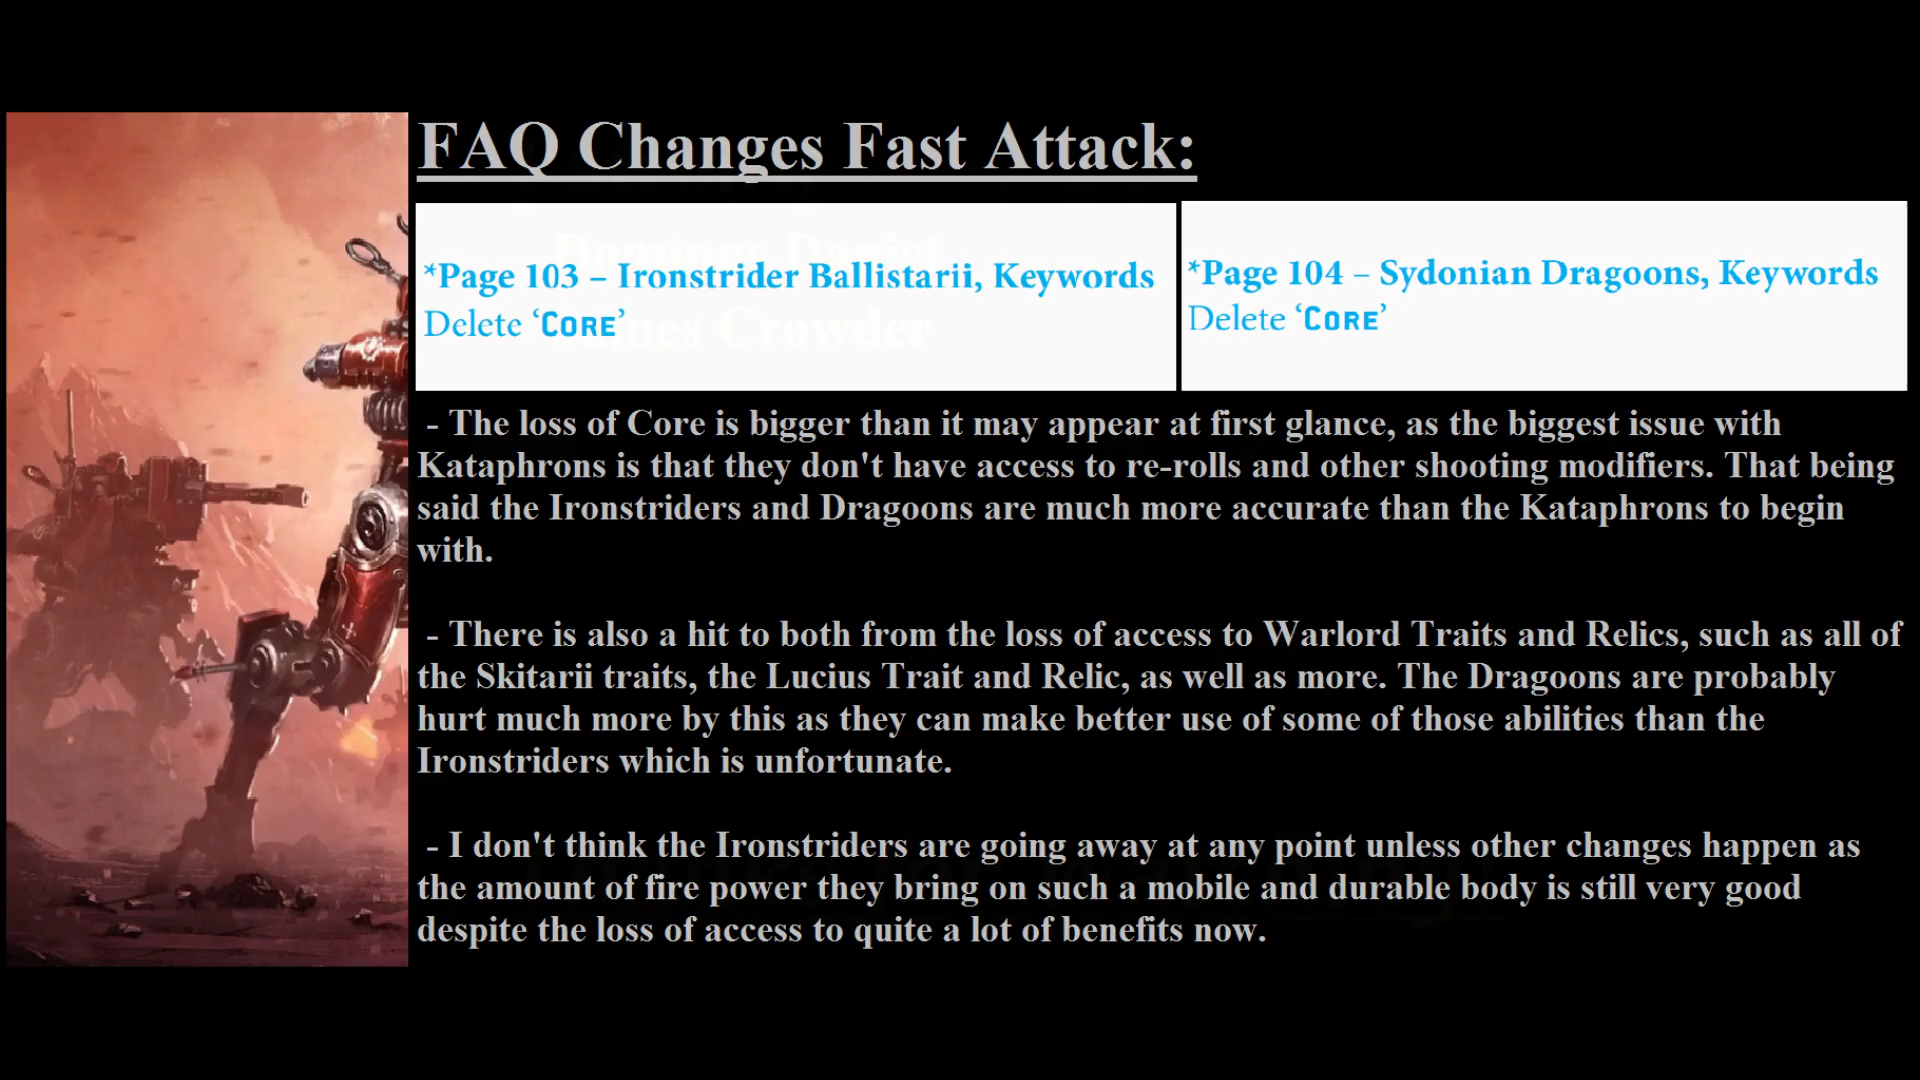 FAQ Changes Fast Attack:
*Page 103 – Ironstrider Ballistarii, Keywords
Delete ‘CORE’
*Page 104 – Sydonian Dragoons, Keywords
Delete ‘CORE’
- The loss of Core is bigger than it may appear at first glance, as the biggest issue with
Kataphrons is that they don't have access to re-rolls and other shooting modifiers. That being
said the Ironstriders and Dragoons are much more accurate than the Kataphrons to begin
with.
- There is also a hit to both from the loss of access to Warlord Traits and Relics, such as all of
the Skitarii traits, the Lucius Trait and Relic, as well as more. The Dragoons are probably
hurt much more by this as they can make better use of some of those abilities than the
Ironstriders which is unfortunate.
- I don't think the Ironstriders are going away at any point unless other changes happen as
the amount of fire power they bring on such a mobile and durable body is still very good
despite the loss of access to quite a lot of benefits now.